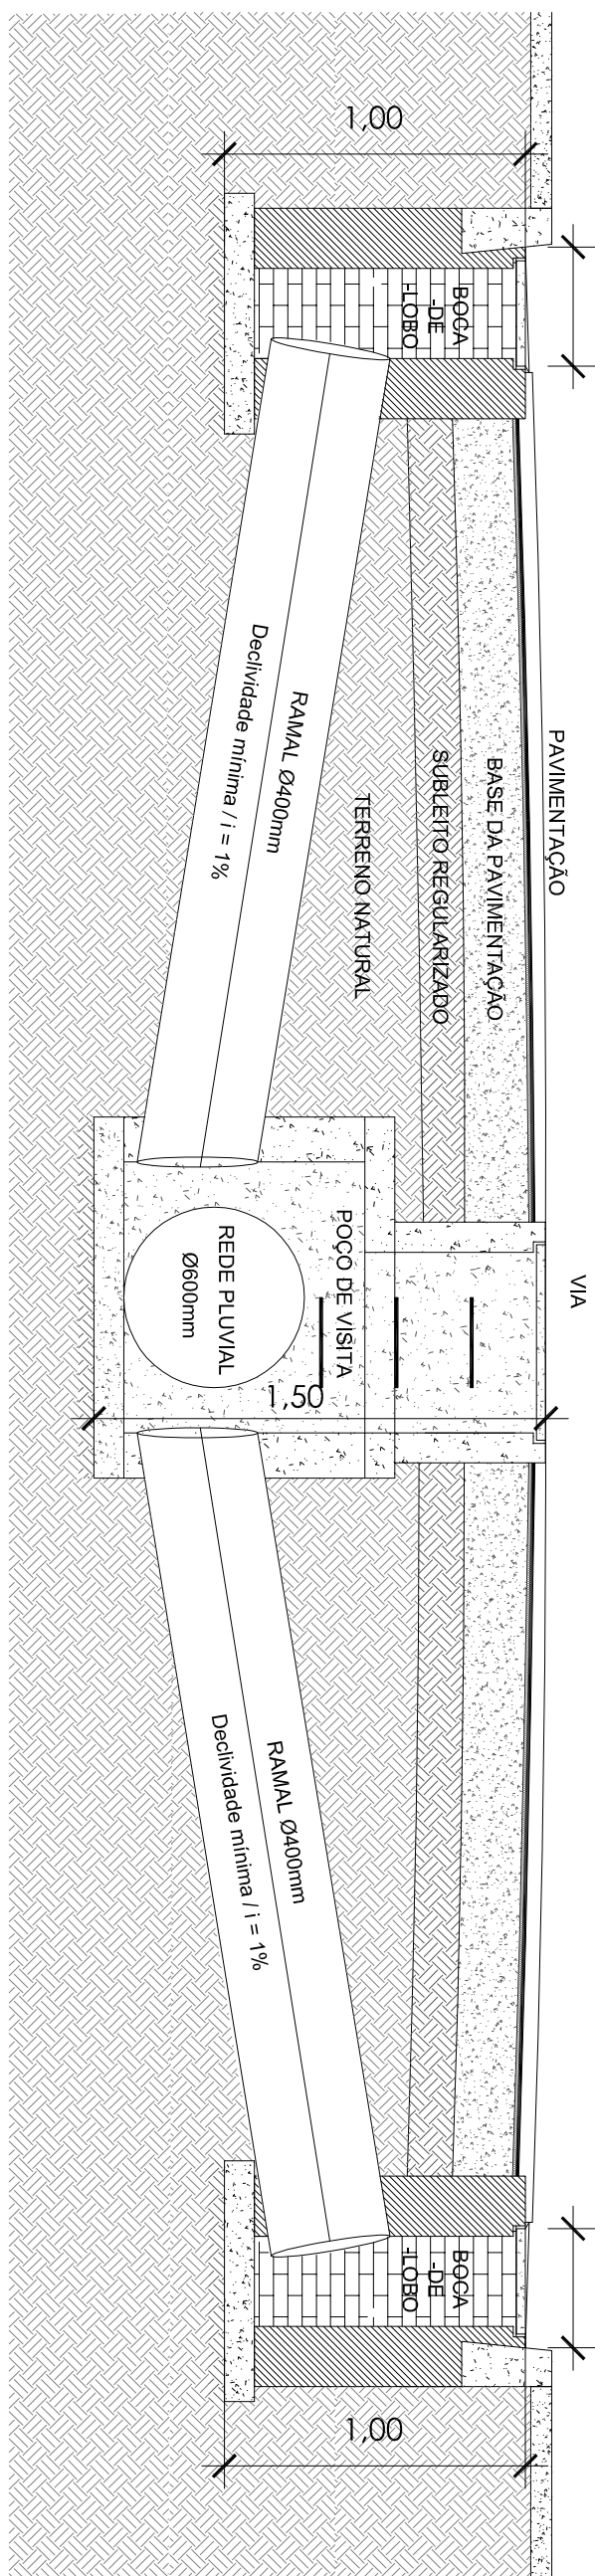 1,00
BOCA
-DE
-LOBO
RAMAL Ø400mm
Declividade mínima / i = 1%
PAVIMENTAÇÃO
BASE DA PAVIMENTAÇÃO
SUBLEITO REGULARIZADO
TERRENO NATURAL
VIA
POÇO DE VISITA
REDE PLUVIAL
Ø600mm
1,50
RAMAL Ø400mm
Declividade mínima / i = 1%
BOCA
-DE
-LOBO
1,00